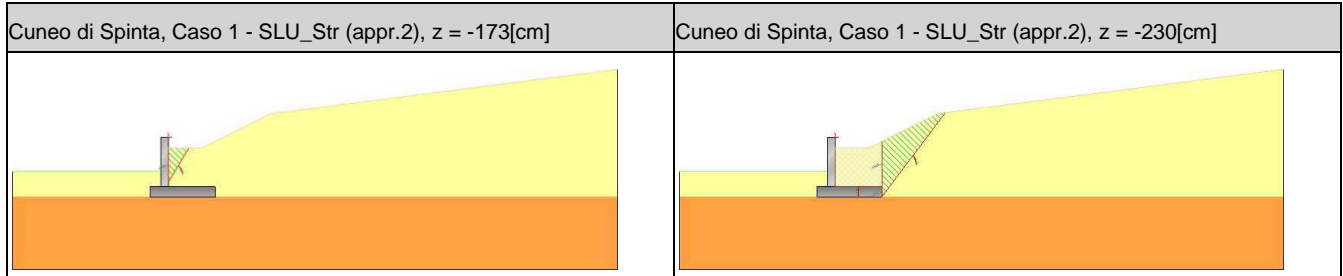 Cuneo di Spinta, Caso 1 - SLU_Str (appr.2), z = -173[cm]
Cuneo di Spinta, Caso 1 - SLU_Str (appr.2), z = -230[cm]